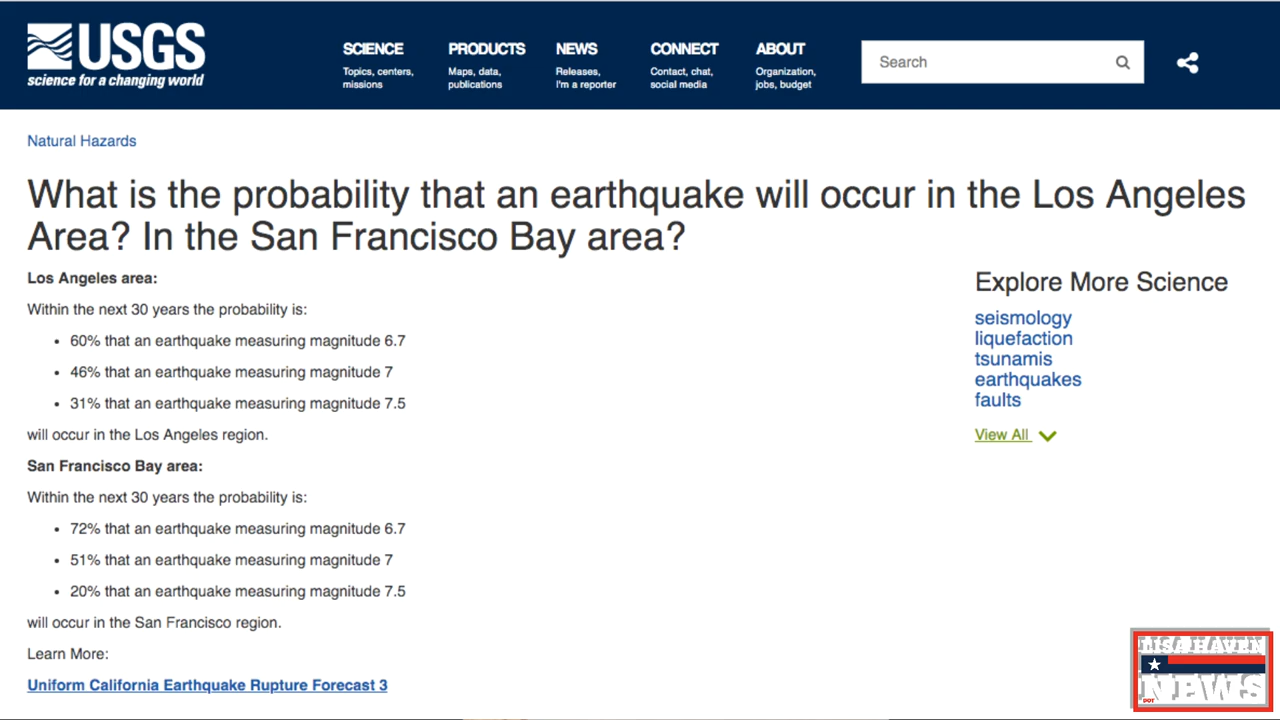 USGS
science for a changing world
SCIENCE
Topics, centers,
missions
PRODUCTS
Maps, data,
publications
NEWS
Releases,
I'm a reporter
CONNECT
Contact, chat,
social media
ABOUT
Organization,
jobs, budget
Search
Natural Hazards
What is the probability that an earthquake will occur in the Los Angeles
Area? In the San Francisco Bay area?
Los Angeles area:
Within the next 30 years the probability is:
• 60% that an earthquake measuring magnitude 6.7
• 46% that an earthquake measuring magnitude 7
• 31% that an earthquake measuring magnitude 7.5
will occur in the Los Angeles region.
San Francisco Bay area:
Within the next 30 years the probability is:
• 72% that an earthquake measuring magnitude 6.7
• 51% that an earthquake measuring magnitude 7
• 20% that an earthquake measuring magnitude 7.5
will occur in the San Francisco region.
Learn More:
Uniform California Earthquake Rupture Forecast 3
Explore More Science
seismology
liquefaction
tsunamis
earthquakes
faults
View All
LISA HAVEN
DOT
NEWS